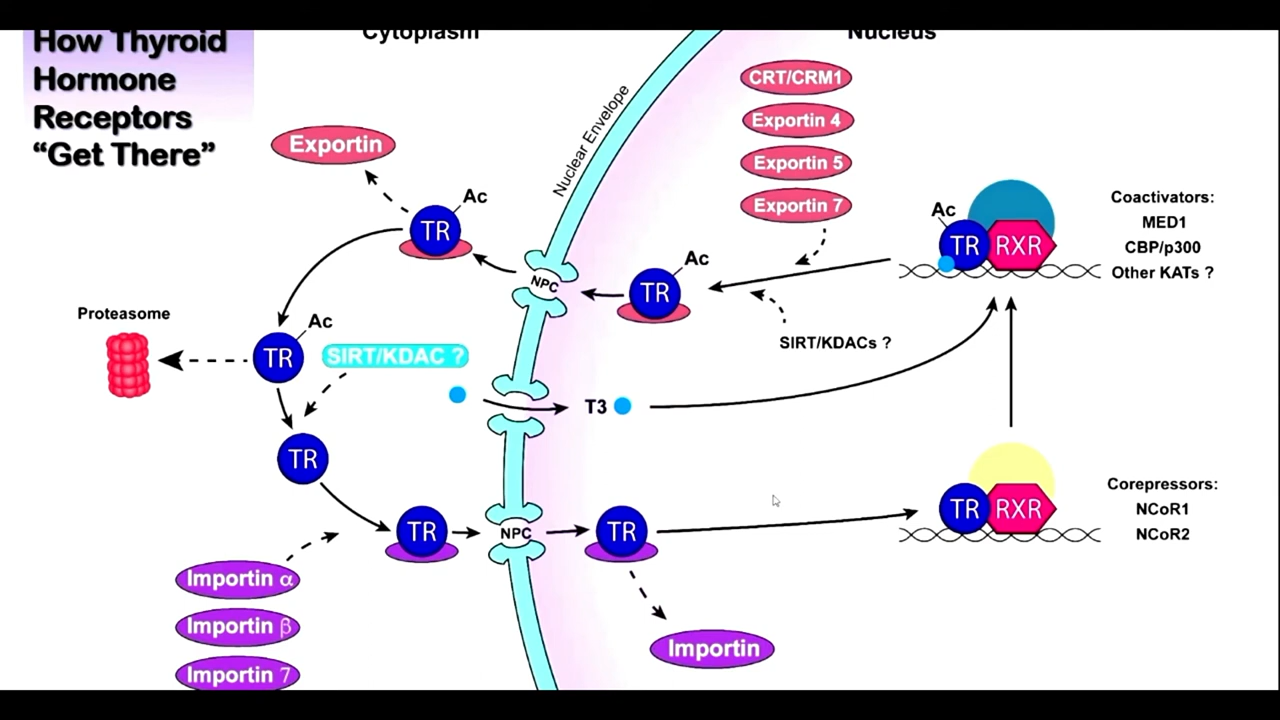 How Thyroid
Hormone
Receptors
“Get There”
Cytoplasm
Nucleus
Nuclear Envelope
CRT/CRM1
Exportin 4
Exportin 5
Exportin 7
Exportin
TR
Ac
NPC
TR
Ac
Ac
TR
RXR
Coactivators:
MED1
CBP/p300
Other KATs ?
SIRT/KDACs ?
Proteasome
TR
Ac
SIRT/KDAC ?
T3
TR
TR
NPC
TR
TR
RXR
Corepressors:
NCoR1
NCoR2
Importin α
Importin β
Importin 7
Importin